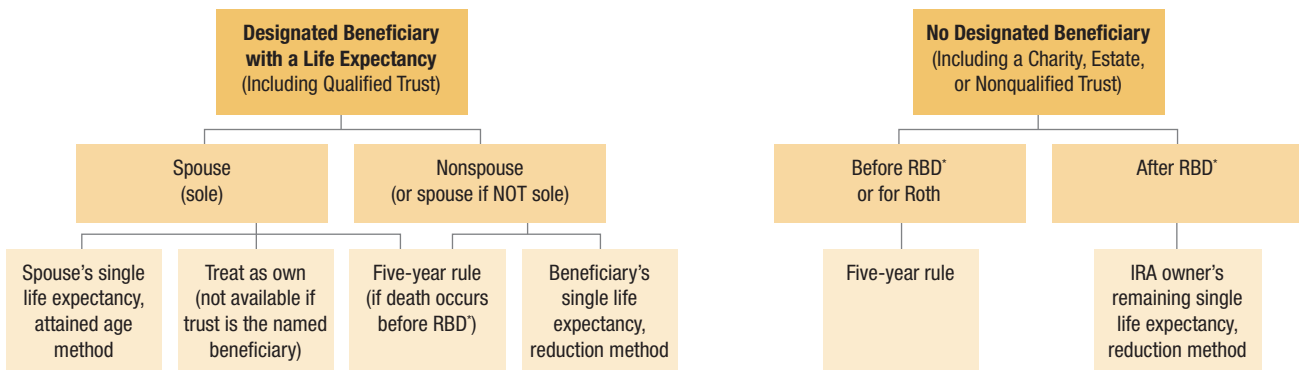 Designated Beneficiary
with a Life Expectancy
(Including Qualified Trust)
No Designated Beneficiary
(Including a Charity, Estate,
or Nonqualified Trust)
Spouse
(sole)
Nonspouse
(or spouse if NOT sole)
Before RBD*
or for Roth
After RBD*
Spouse's single
life expectancy,
attained age
method
Treat as own
(not available if
trust is the named
beneficiary)
Five-year rule
(if death occurs
before RBD*)
Beneficiary's
single life
expectancy,
reduction method
Five-year rule
IRA owner's
remaining single
life expectancy,
reduction method